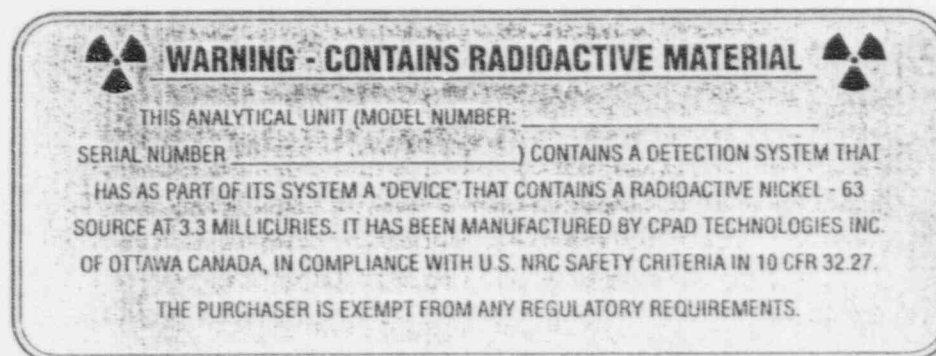 WARNING - CONTAINS RADIOACTIVE MATERIAL
THIS ANALYTICAL UNIT (MODEL NUMBER: ____________________
SERIAL NUMBER ____________________ ) CONTAINS A DETECTION SYSTEM THAT
HAS AS PART OF ITS SYSTEM A "DEVICE" THAT CONTAINS A RADIOACTIVE NICKEL - 63
SOURCE AT 3.3 MILLICURIES. IT HAS BEEN MANUFACTURED BY CPAD TECHNOLOGIES INC.
OF OTTAWA CANADA, IN COMPLIANCE WITH U.S. NRC SAFETY CRITERIA IN 10 CFR 32.27.
THE PURCHASER IS EXEMPT FROM ANY REGULATORY REQUIREMENTS.